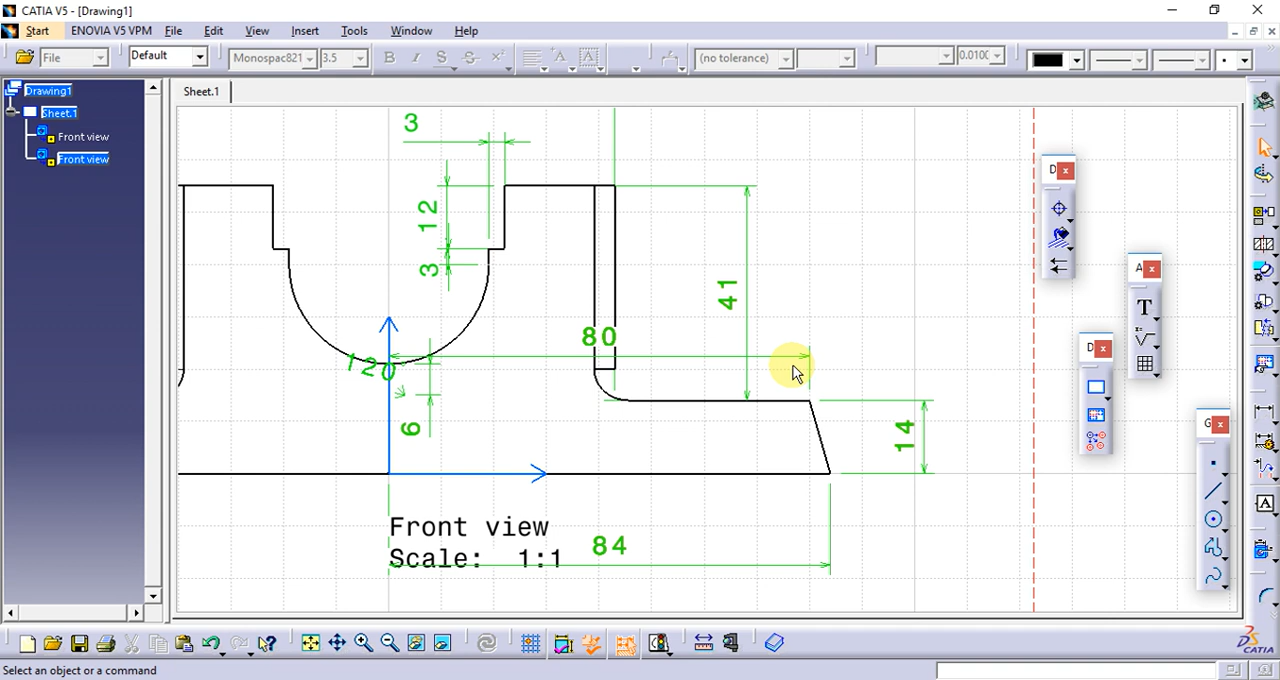 CATIA V5 - [Drawing1]
Start ENOVIA V5 VPM File Edit View Insert Tools Window Help
File Default Monospac821 3.5 B I S S (no tolerance) 0.010
Drawing1
Sheet.1
Front view
Front view
Sheet.1
3
12
3
41
80
120
6
14
Front view
Scale: 1:1
84
D
A
T
D
G
A
Select an object or a command
CATIA